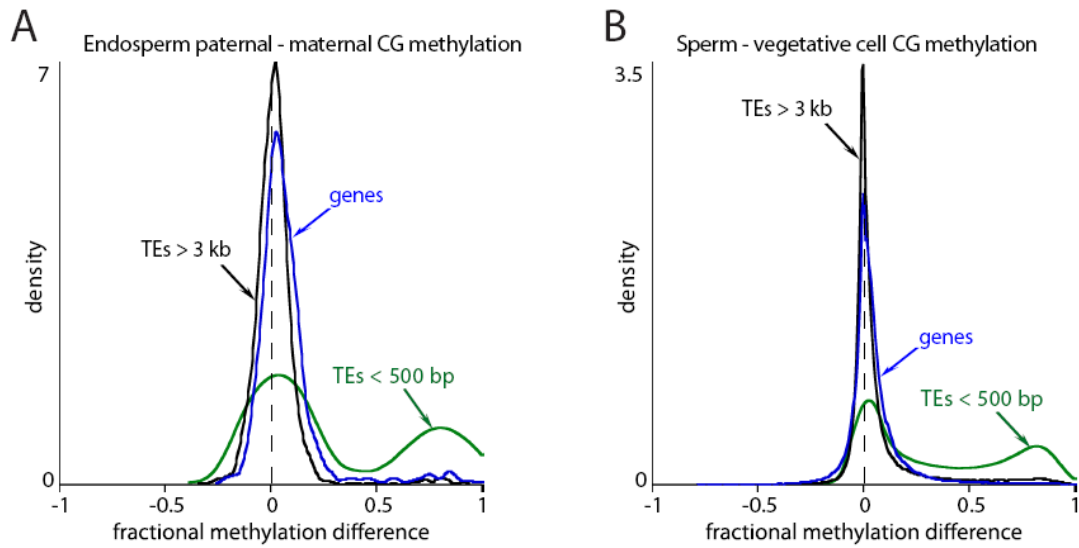 A
Endosperm paternal - maternal CG methylation
7
density
0
TEs > 3 kb
genes
TEs < 500 bp
-1
-0.5
0
0.5
1
fractional methylation difference
B
Sperm - vegetative cell CG methylation
3.5
density
0
TEs > 3 kb
genes
TEs < 500 bp
-1
-0.5
0
0.5
1
fractional methylation difference